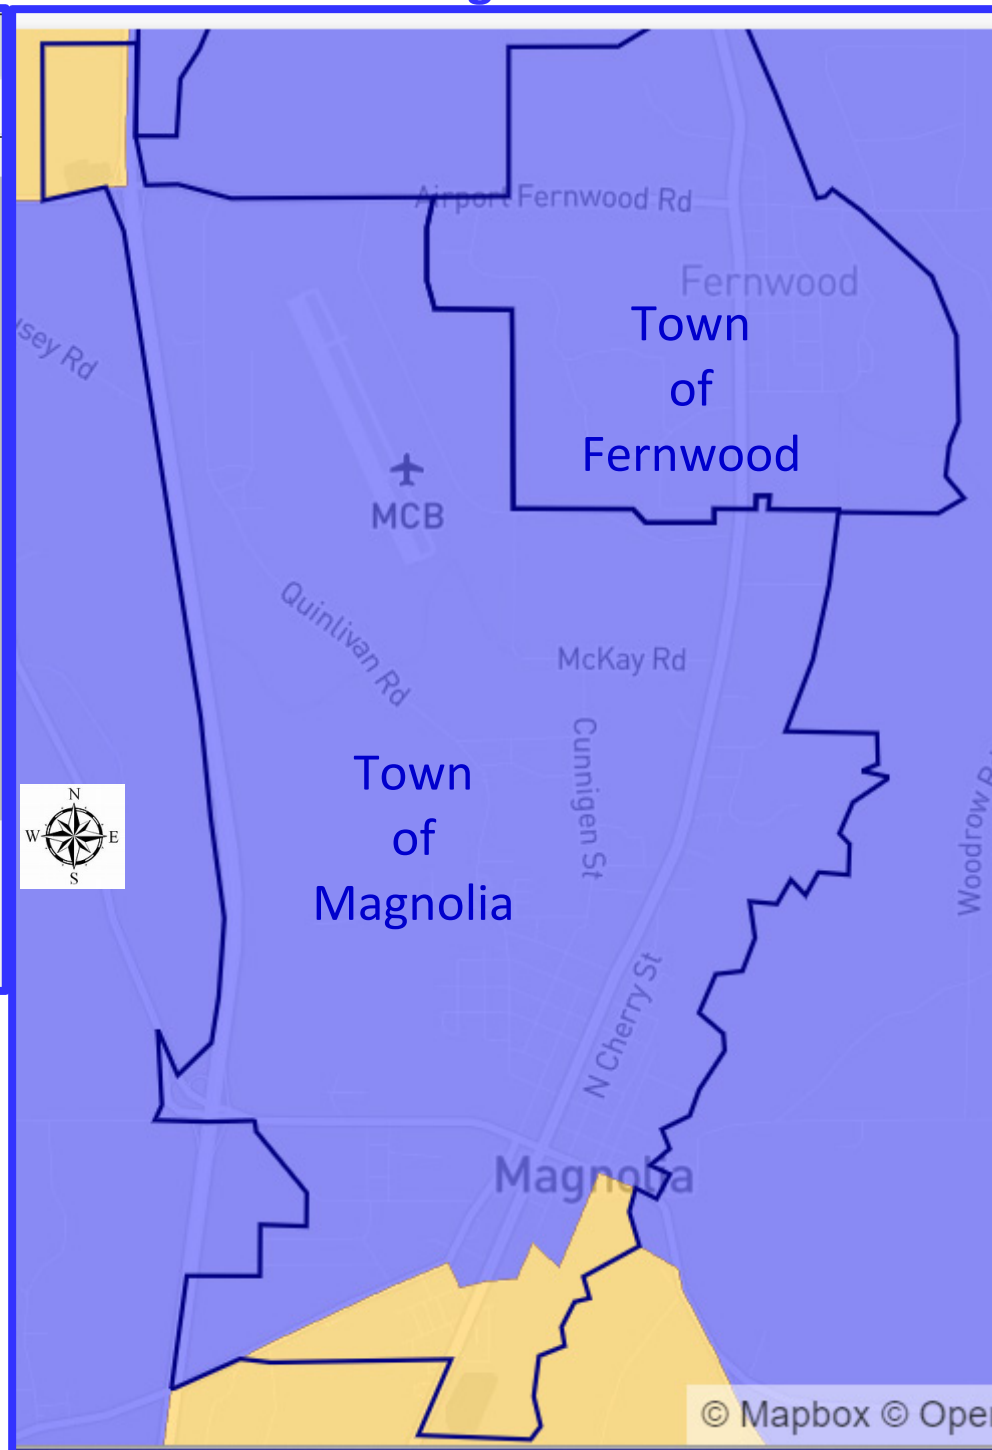 Airport Fernwood Rd
Fernwood
Town
of
Fernwood
usey Rd
MCB
Quinlivan Rd
McKay Rd
Cunnigen St
Town
of
Magnolia
N
W E
S
Woodrow R
N Cherry St
Magnolia
© Mapbox © Ope